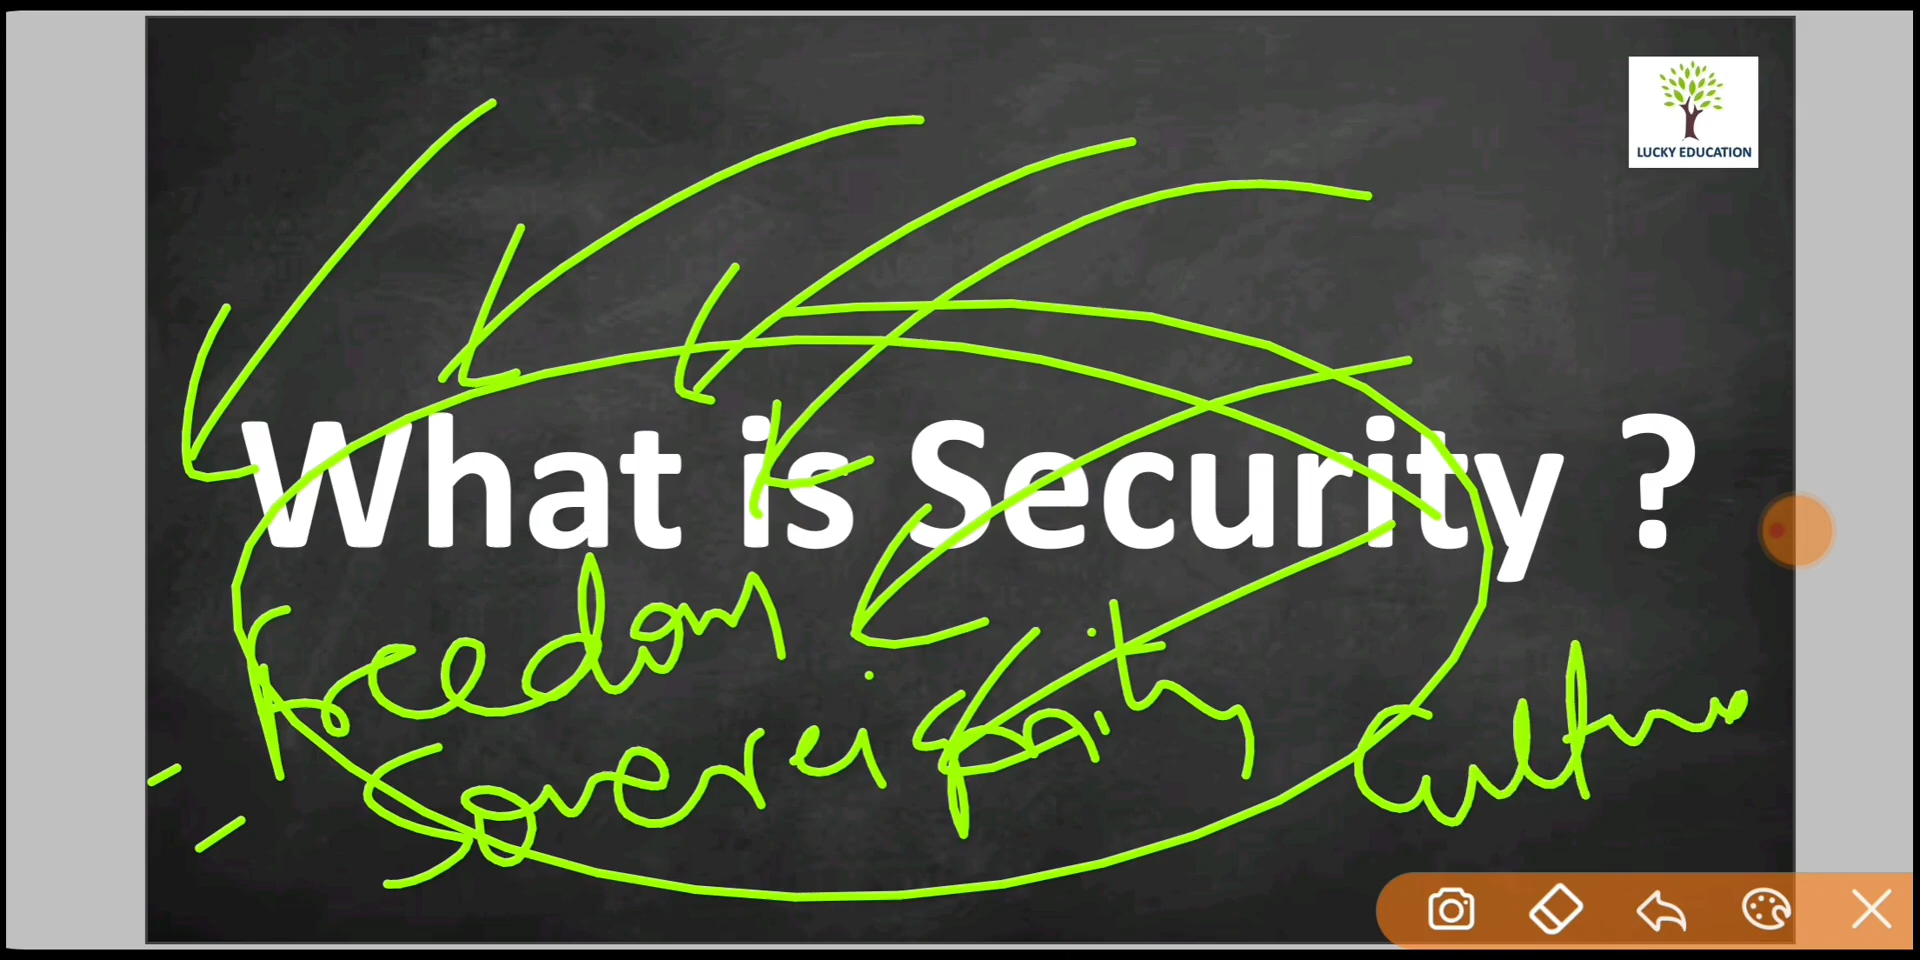 LUCKY EDUCATION
What is Security ?
Freedom
Sovereignity
Culture